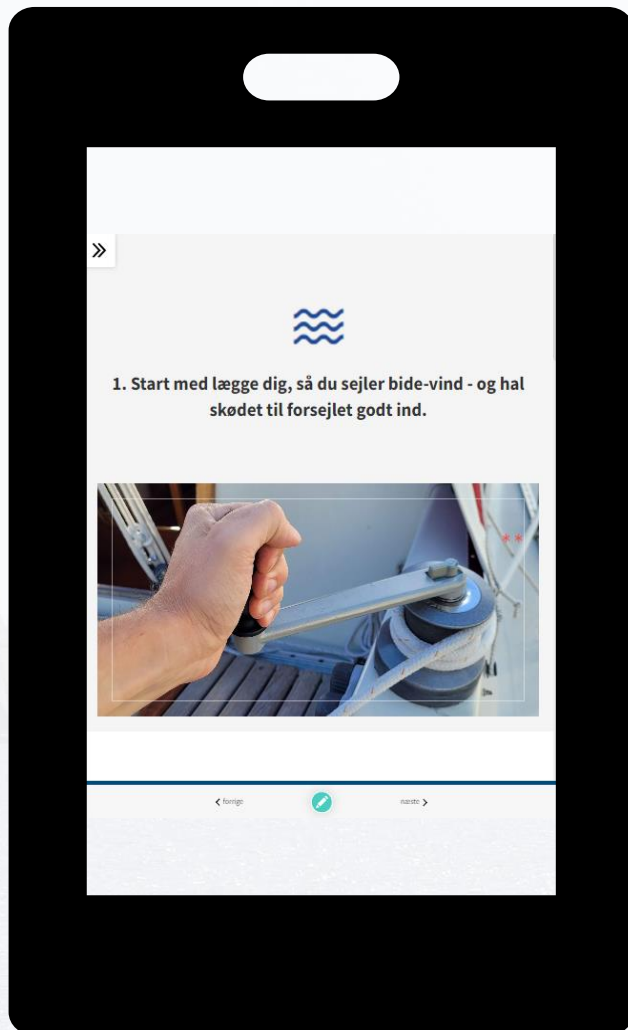 1. Start med lægge dig, så du sejler bide-vind - og hal
skødet til forsejlet godt ind.
**
forrige
næste